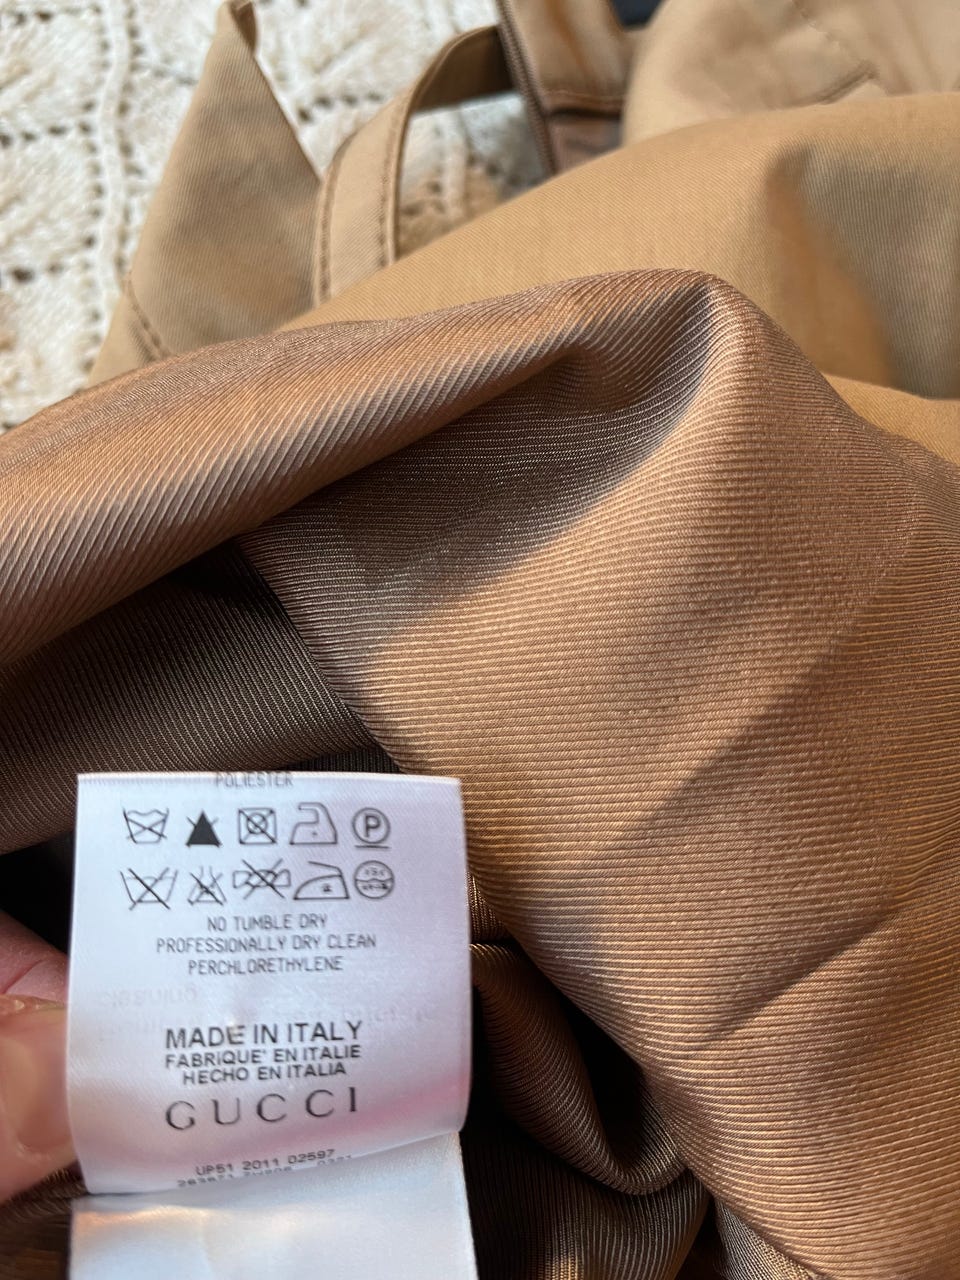 POLIESTER
P
NO TUMBLE DRY
PROFESSIONALLY DRY CLEAN
PERCHLORETHYLENE
MADE IN ITALY
FABRIQUE' EN ITALIE
HECHO EN ITALIA
GUCCI
UP51 2011 02597